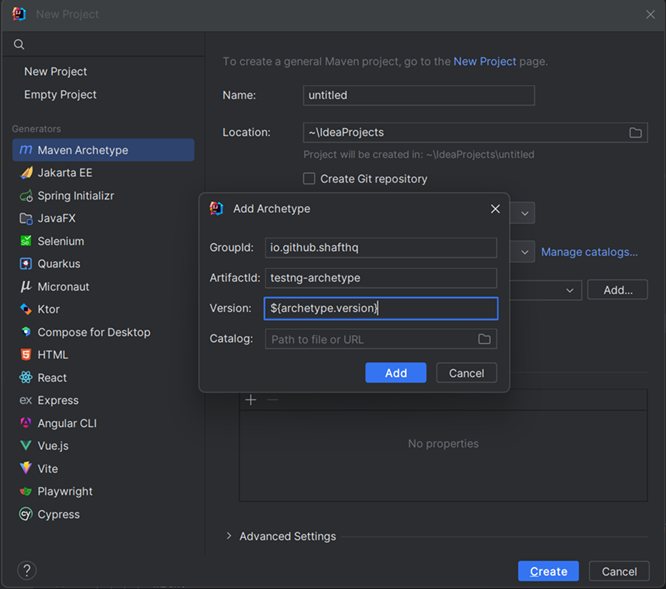 New Project
New Project
Empty Project
Generators
Maven Archetype
Jakarta EE
Spring Initializr
JavaFX
Selenium
Quarkus
Micronaut
Ktor
Compose for Desktop
HTML
React
Express
Angular CLI
Vue.js
Vite
Playwright
Cypress
To create a general Maven project, go to the New Project page.
Name: untitled
Location: ~\IdeaProjects
Project will be created in: ~\IdeaProjects\untitled
Create Git repository
Manage catalogs...
Add...
Add Archetype
GroupId: io.github.shafthq
ArtifactId: testng-archetype
Version: ${archetype.version}
Catalog: Path to file or URL
Add Cancel
No properties
Advanced Settings
? Create Cancel